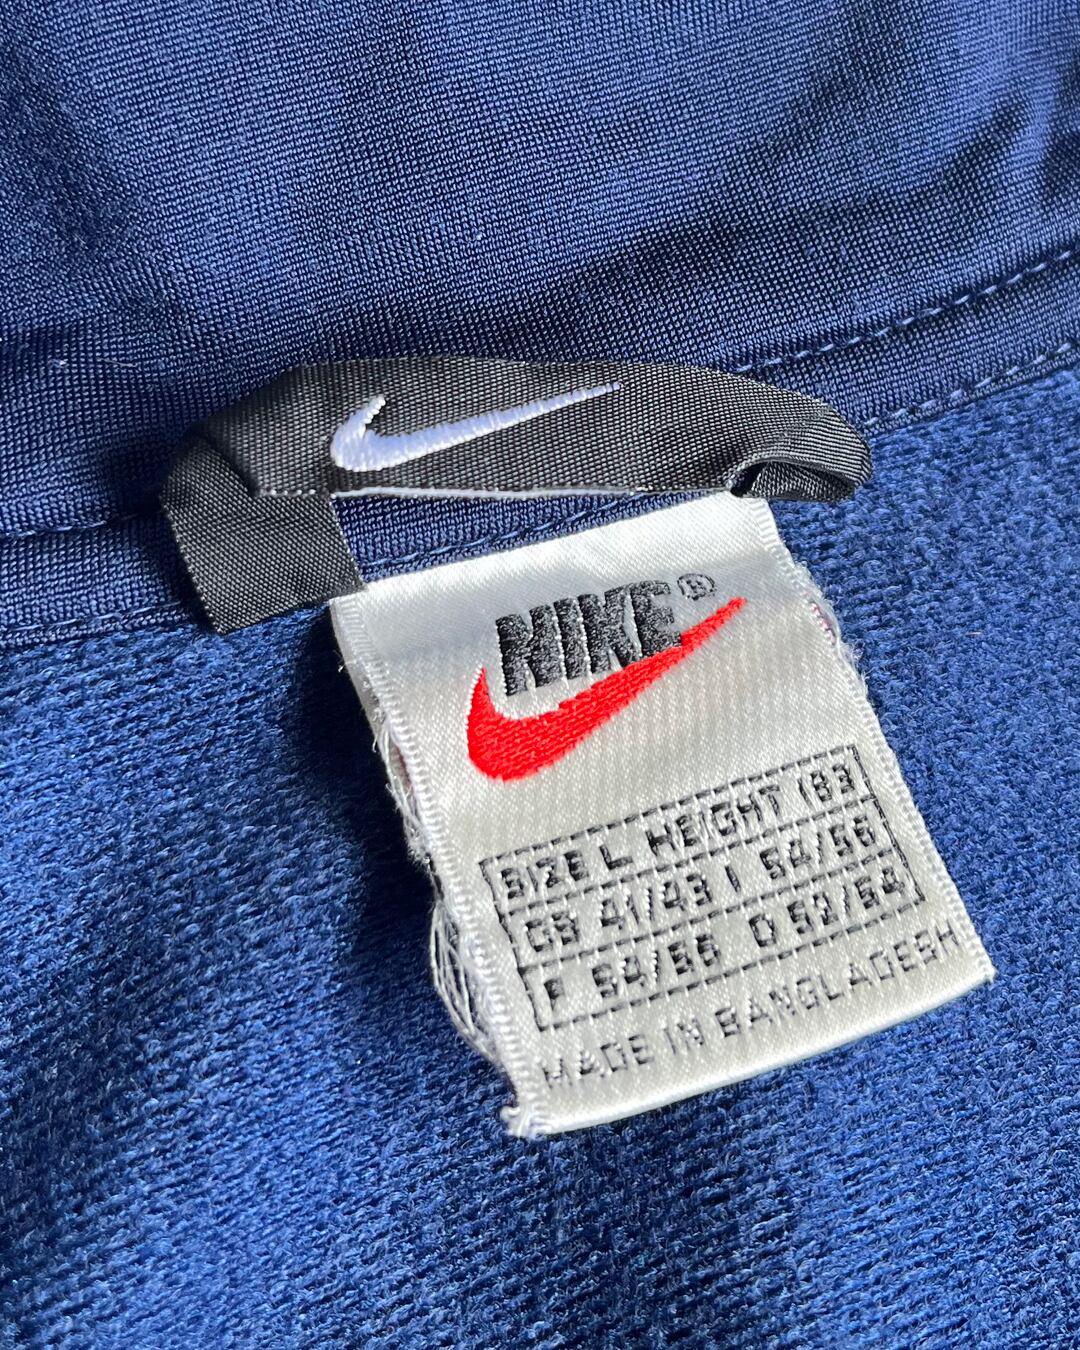 NIKE®
SIZE L HEIGHT 183
GB 41/43 I 54/56
F 54/56 D 52/54
MADE IN BANGLADESH